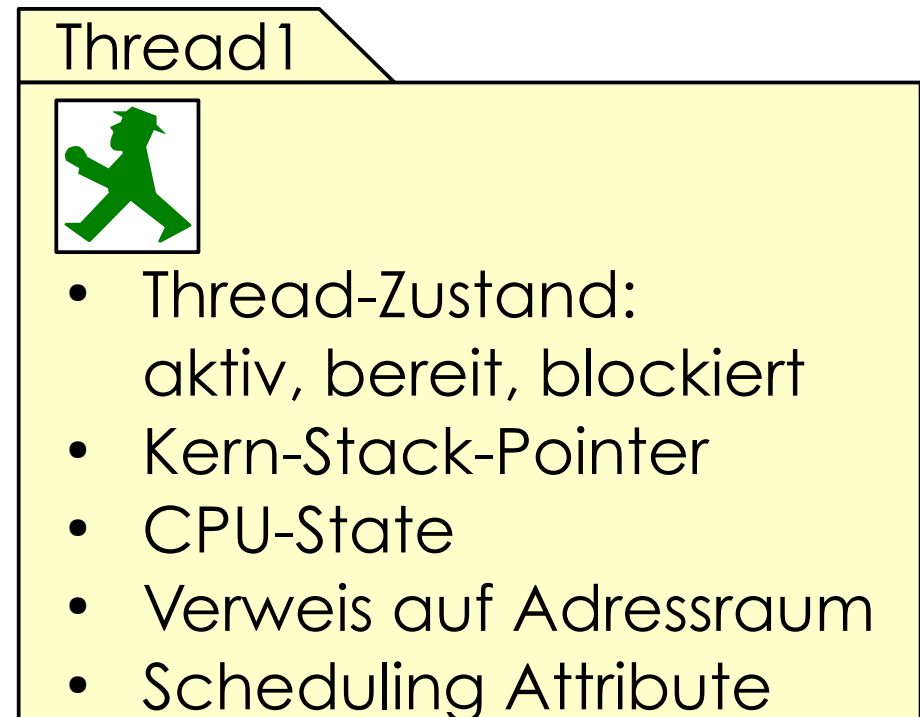 Thread1
• Thread-Zustand:
aktiv, bereit, blockiert
• Kern-Stack-Pointer
• CPU-State
• Verweis auf Adressraum
• Scheduling Attribute